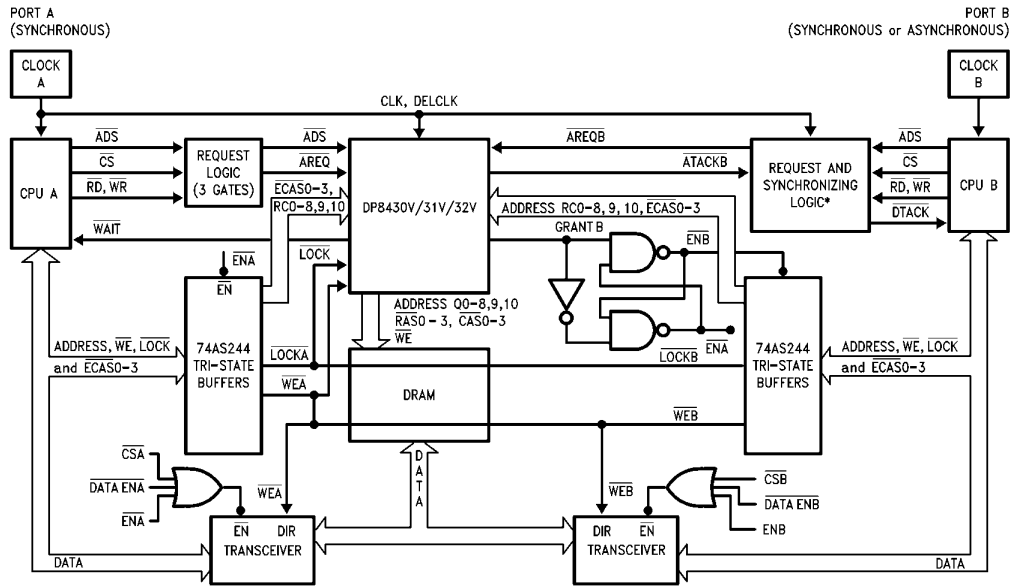 PORT A
(SYNCHRONOUS)
PORT B
(SYNCHRONOUS or ASYNCHRONOUS)
CLOCK
A
CLOCK
B
CLK, DELCLK
CPU A
ADS
CS
RD, WR
WAIT
REQUEST
LOGIC
(3 GATES)
ADS
AREQ
ECAS0-3,
RC0-8,9,10
DP8430V/31V/32V
AREQB
ATACKB
ADDRESS RC0-8, 9, 10, ECAS0-3
GRANT B
REQUEST AND
SYNCHRONIZING
LOGIC*
ADS
CS
RD, WR
DTACK
CPU B
ENA
EN
LOCK
ENB
ENA
ADDRESS Q0-8,9,10
RAS0-3, CAS0-3
WE
ADDRESS, WE, LOCK
and ECAS0-3
74AS244
TRI-STATE
BUFFERS
LOCKA
WEA
DRAM
LOCKB
WEB
74AS244
TRI-STATE
BUFFERS
ADDRESS, WE, LOCK
and ECAS0-3
CSA
DATA ENA
ENA
WEA
DATA
WEB
CSB
DATA ENB
ENB
EN DIR
TRANSCEIVER
DIR EN
TRANSCEIVER
DATA
DATA